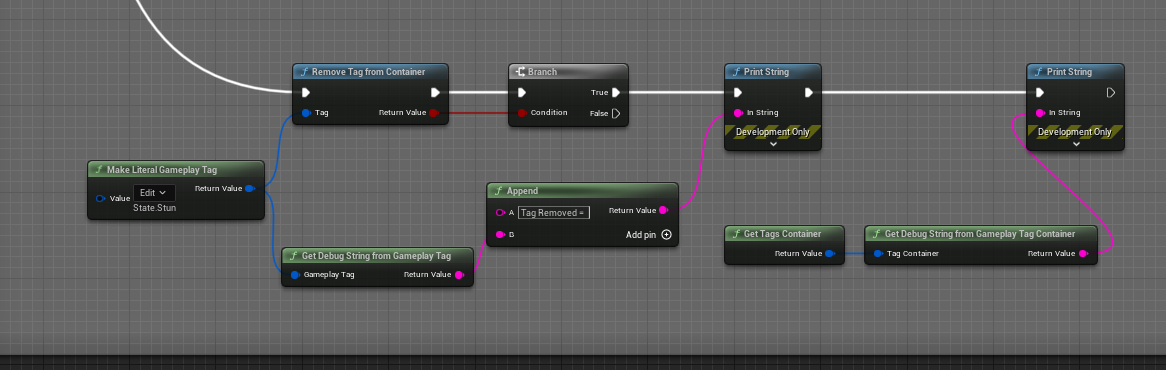 Remove Tag from Container
Tag
Return Value
Branch
True
Condition
False
Print String
In String
Development Only
Print String
In String
Development Only
Make Literal Gameplay Tag
Value
Edit
Return Value
State.Stun
Append
A
Tag Removed =
Return Value
B
Add pin
Get Debug String from Gameplay Tag
Gameplay Tag
Return Value
Get Tags Container
Return Value
Get Debug String from Gameplay Tag Container
Tag Container
Return Value